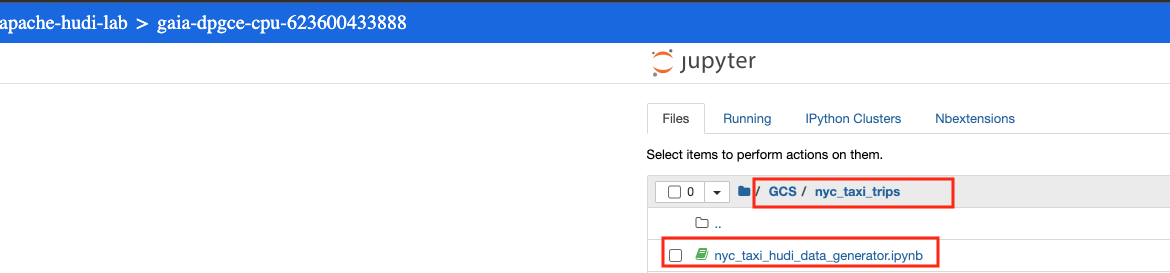 apache-hudi-lab > gaia-dpgce-cpu-623600433888
jupyter
Files Running IPython Clusters Nbextensions
Select items to perform actions on them.
0 / GCS / nyc_taxi_trips
..
nyc_taxi_hudi_data_generator.ipynb